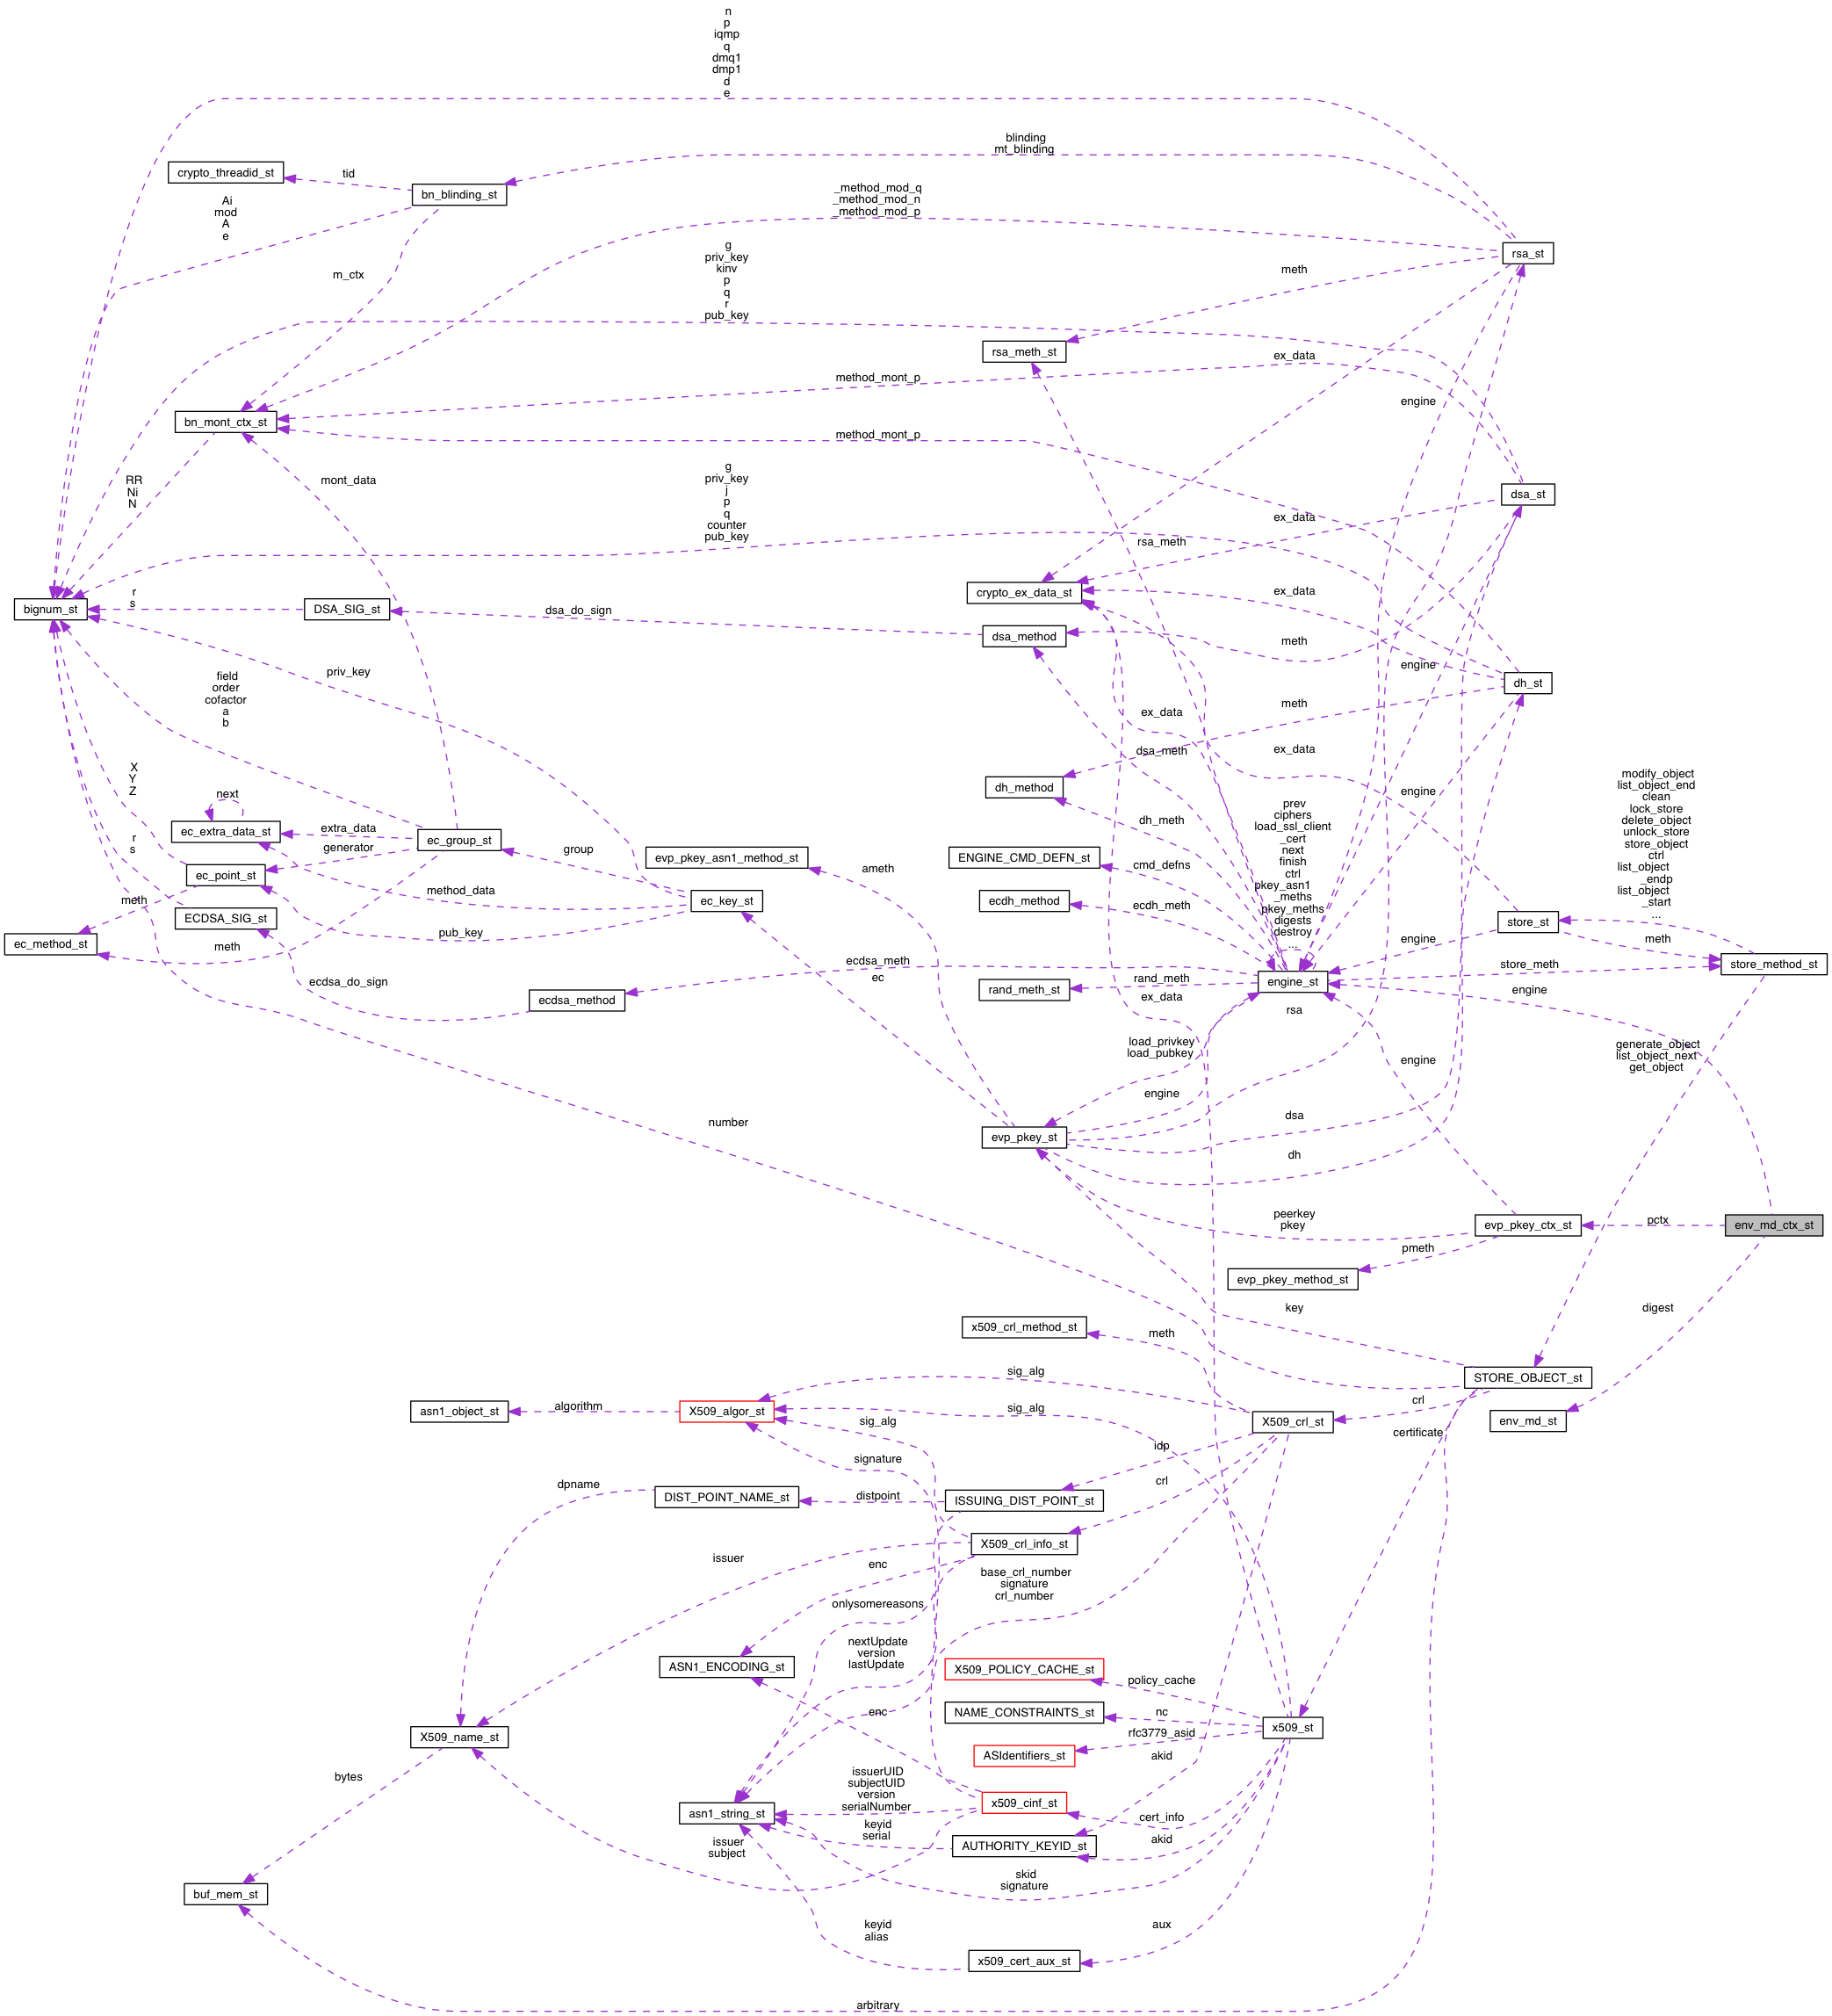 n
p
iqmp
q
dmq1
dmp1
d
e
blinding
mt_blinding
crypto_threadid_st
tid
bn_blinding_st
_method_mod_q
_method_mod_n
_method_mod_p
Ai
mod
A
e
rsa_st
m_ctx
g
priv_key
kinv
p
q
r
pub_key
meth
rsa_meth_st
ex_data
method_mont_p
engine
bn_mont_ctx_st
method_mont_p
mont_data
RR
Ni
N
g
priv_key
j
p
q
counter
pub_key
dsa_st
ex_data
rsa_meth
crypto_ex_data_st
ex_data
bignum_st
r
s
DSA_SIG_st
dsa_do_sign
dsa_method
meth
engine
dh_st
priv_key
field
order
cofactor
a
b
meth
ex_data
dsa_meth
ex_data
X
Y
Z
dh_method
engine
modify_object
list_object_end
clean
lock_store
delete_object
unlock_store
store_object
ctrl
list_object
_endp
list_object
_start
...
next
ec_extra_data_st
extra_data
generator
ec_group_st
group
evp_pkey_asn1_method_st
ameth
dh_meth
prev
ciphers
load_ssl_client
_cert
next
finish
ctrl
pkey_asn1
_meths
pkey_meths
digests
destroy
...
r
s
ENGINE_CMD_DEFN_st
cmd_defns
ec_point_st
method_data
ec_key_st
ecdh_method
ecdh_meth
meth
ECDSA_SIG_st
pub_key
store_st
ec_method_st
meth
engine
meth
store_method_st
ecdsa_meth
ec
ecdsa_do_sign
ecdsa_method
rand_meth_st
rand_meth
engine_st
store_meth
engine
ex_data
rsa
load_privkey
load_pubkey
engine
generate_object
list_object_next
get_object
engine
number
evp_pkey_st
dsa
dh
peerkey
pkey
evp_pkey_ctx_st
pctx
env_md_ctx_st
pmeth
evp_pkey_method_st
key
digest
x509_crl_method_st
meth
sig_alg
STORE_OBJECT_st
asn1_object_st
algorithm
X509_algor_st
sig_alg
sig_alg
X509_crl_st
crl
env_md_st
certificate
signature
idp
crl
dpname
DIST_POINT_NAME_st
distpoint
ISSUING_DIST_POINT_st
X509_crl_info_st
issuer
enc
base_crl_number
signature
crl_number
onlysomereasons
nextUpdate
version
lastUpdate
ASN1_ENCODING_st
X509_POLICY_CACHE_st
policy_cache
enc
NAME_CONSTRAINTS_st
nc
x509_st
X509_name_st
rfc3779_asid
ASIdentifiers_st
akid
bytes
issuerUID
subjectUID
version
serialNumber
x509_cinf_st
asn1_string_st
cert_info
keyid
serial
AUTHORITY_KEYID_st
akid
issuer
subject
skid
signature
buf_mem_st
keyid
alias
aux
x509_cert_aux_st
arbitrary